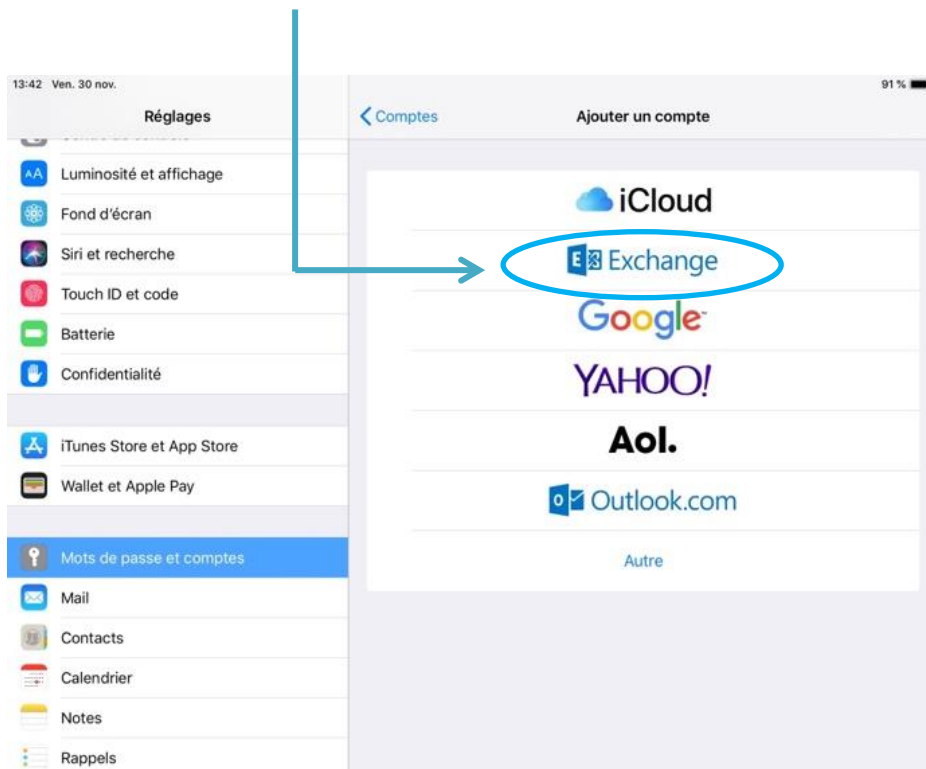 13:42 Ven. 30 nov.
91 %
Réglages
Comptes
Ajouter un compte
Luminosité et affichage
Fond d'écran
Siri et recherche
Touch ID et code
Batterie
Confidentialité
iTunes Store et App Store
Wallet et Apple Pay
Mots de passe et comptes
Mail
Contacts
Calendrier
Notes
Rappels
iCloud
Exchange
Google
YAHOO!
Aol.
Outlook.com
Autre